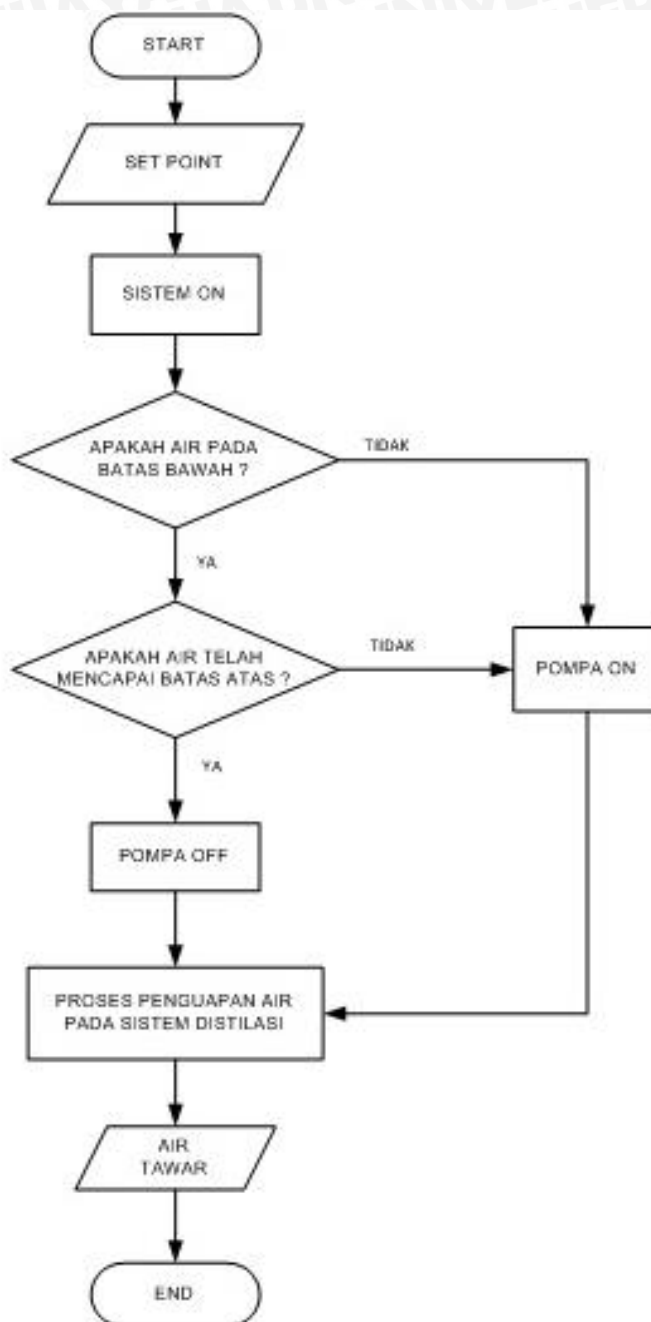 START
SET POINT
SISTEM ON
APAKAH AIR PADA
BATAS BAWAH ?
TIDAK
YA
APAKAH AIR TELAH
MENCAPAI BATAS ATAS ?
TIDAK
POMPA ON
YA
POMPA OFF
PROSES PENGUAPAN AIR
PADA SISTEM DISTILASI
AIR
TAWAR
END